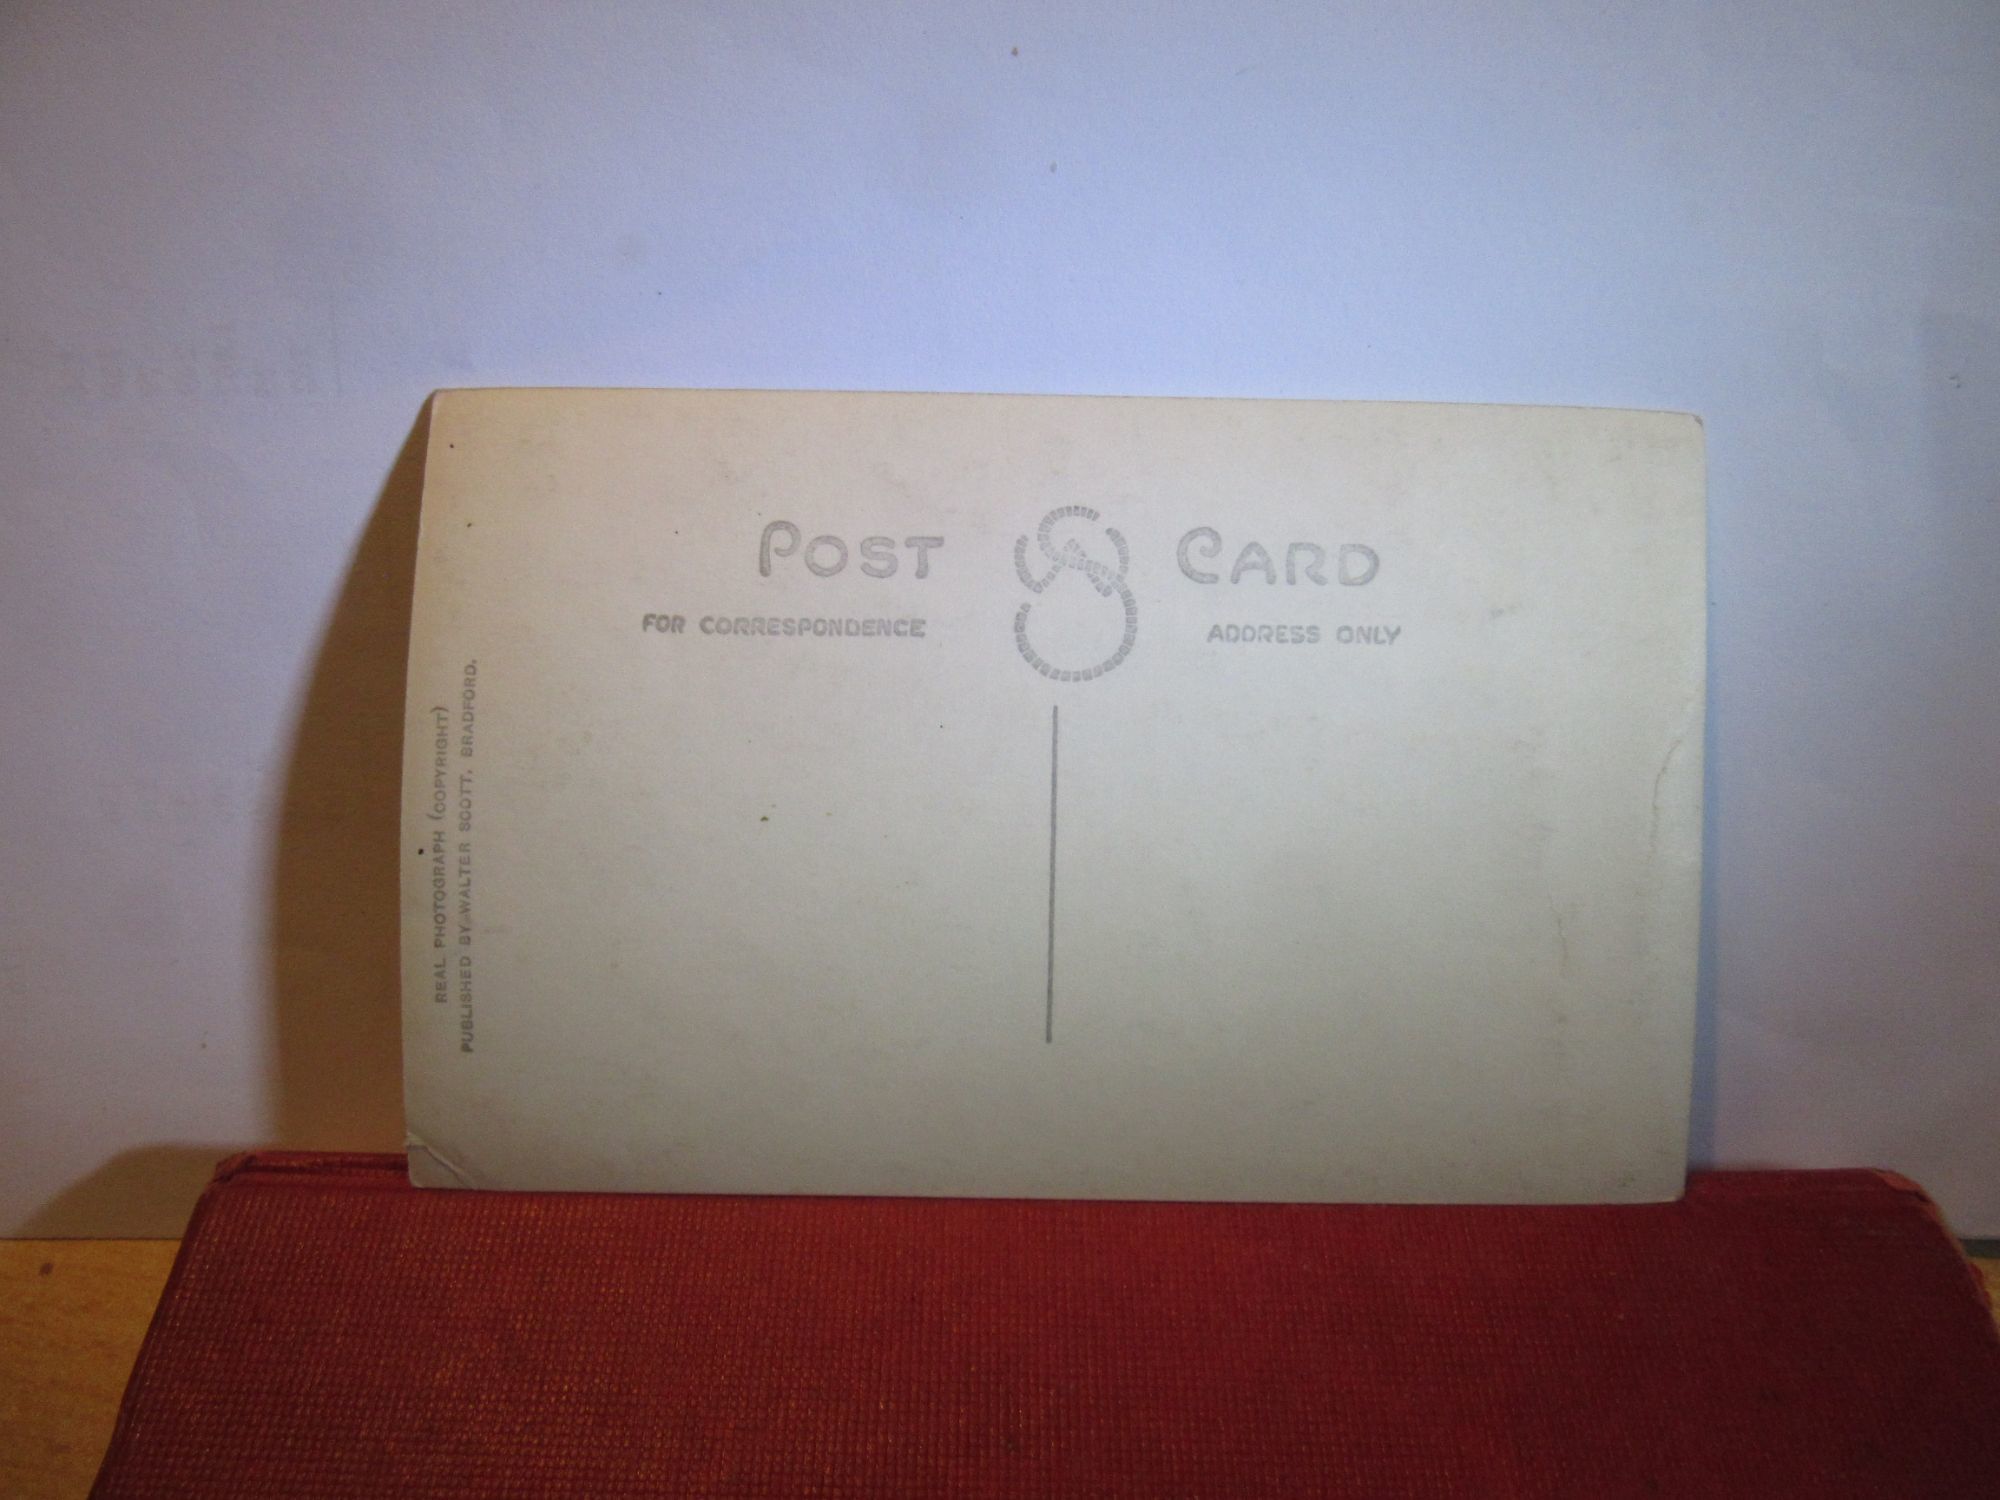 POST CARD
FOR CORRESPONDENCE
ADDRESS ONLY
REAL PHOTOGRAPH (COPYRIGHT)
PUBLISHED BY WALTER SCOTT, BRADFORD.